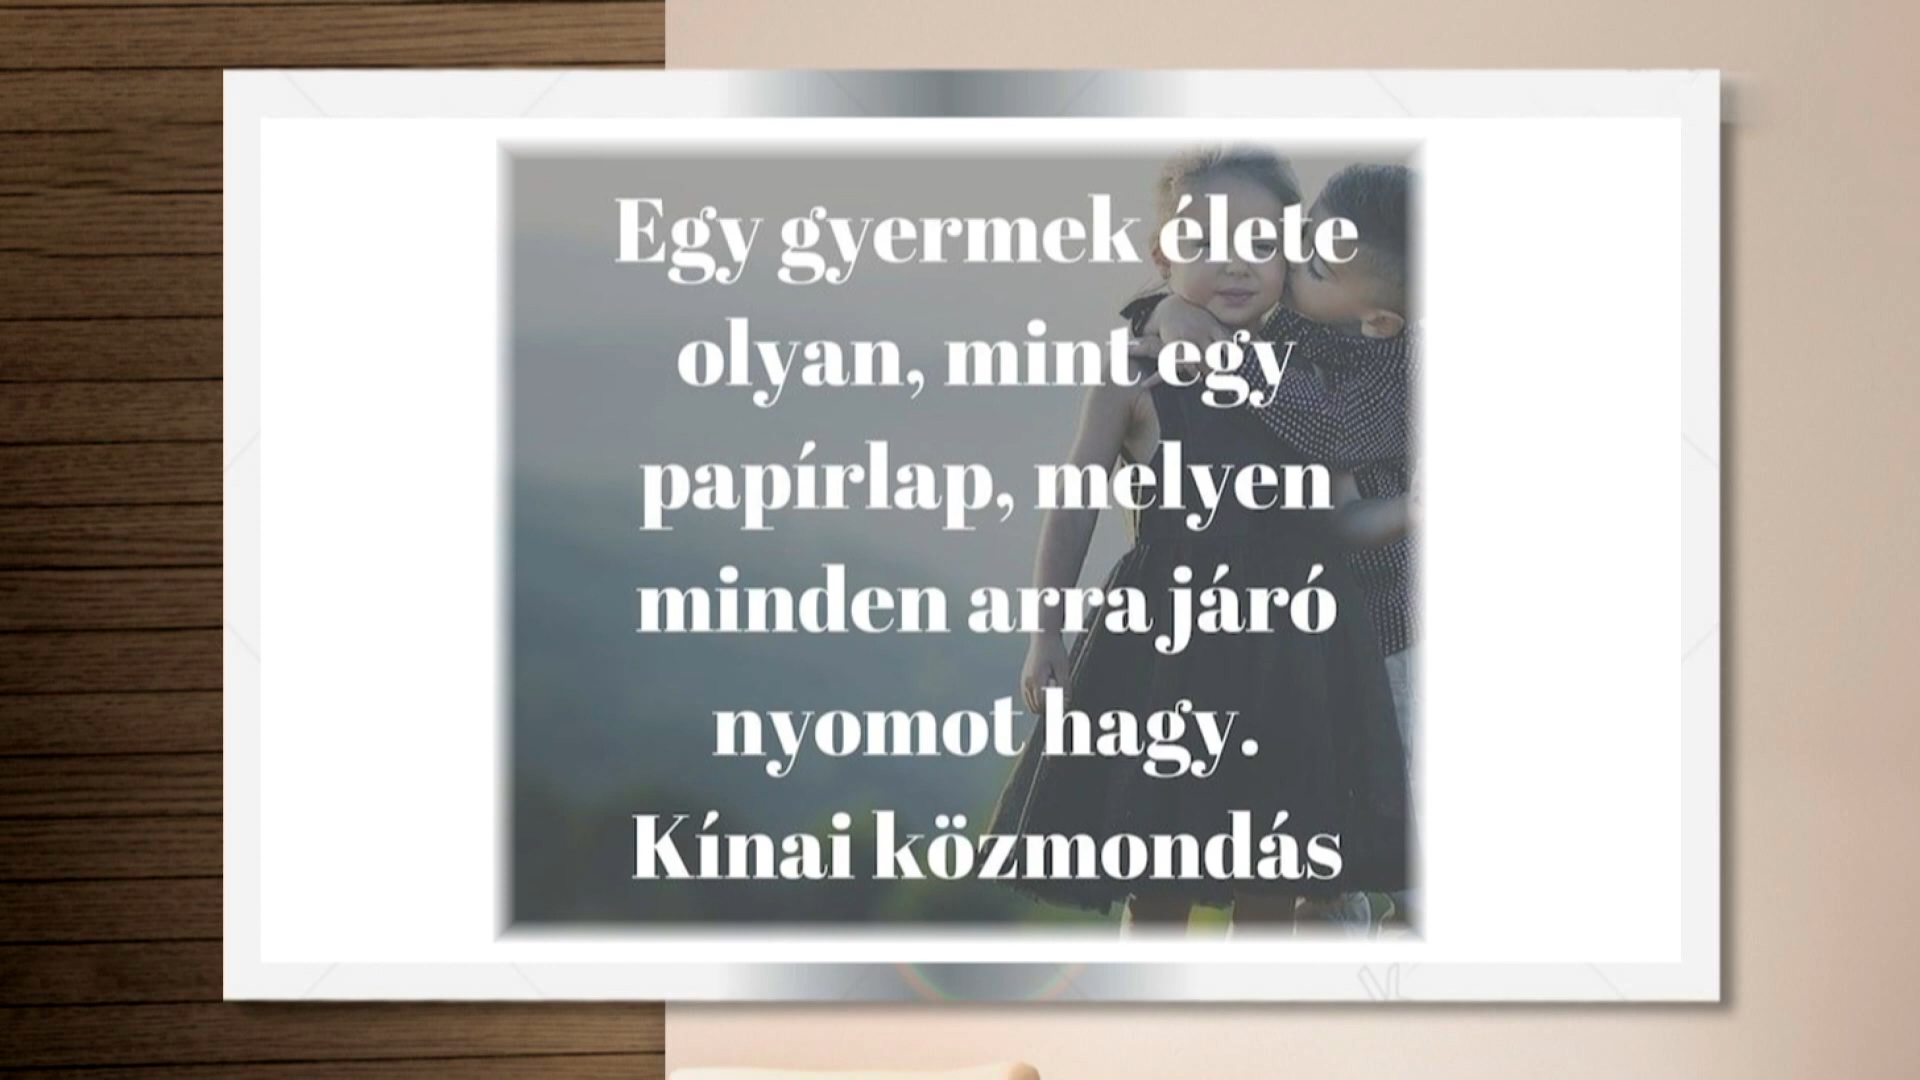 Egy gyermek élete
olyan, mint egy
papírlap, melyen
minden arra járó
nyomot hagy.
Kínai közmondás